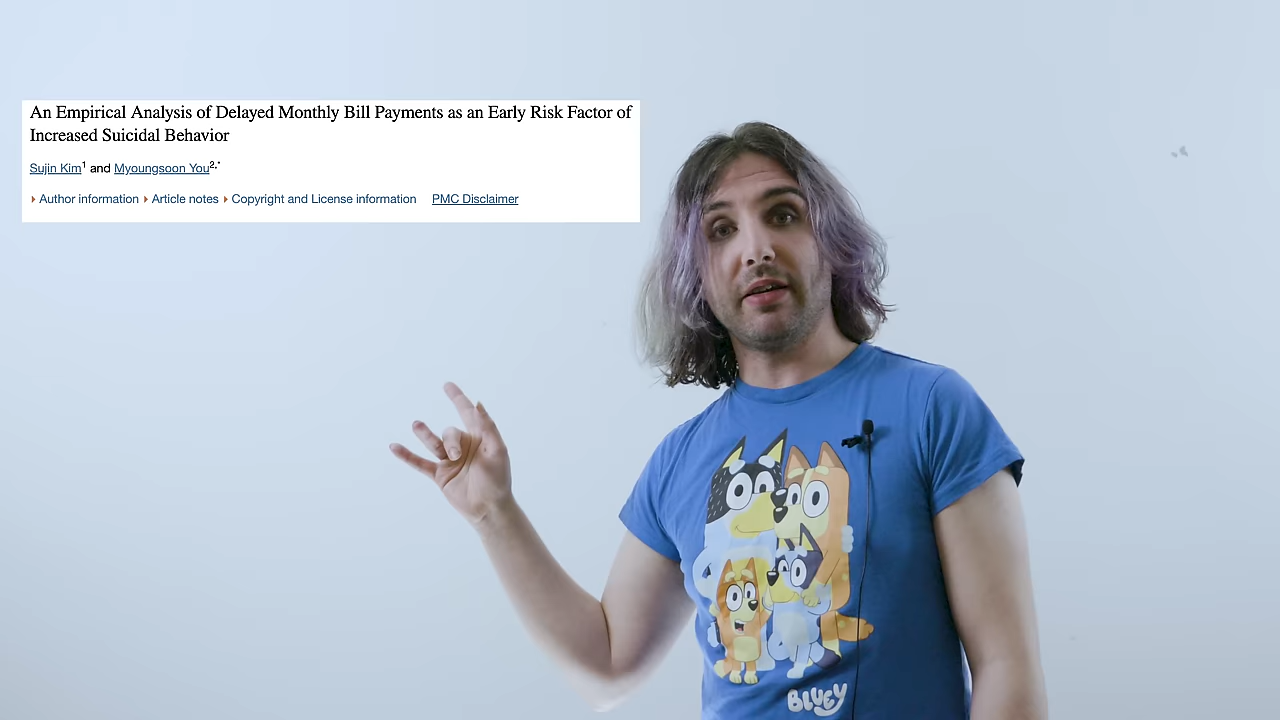 An Empirical Analysis of Delayed Monthly Bill Payments as an Early Risk Factor of
Increased Suicidal Behavior
Sujin Kim1 and Myoungsoon You2,*
Author information Article notes Copyright and License information PMC Disclaimer
BLUEY